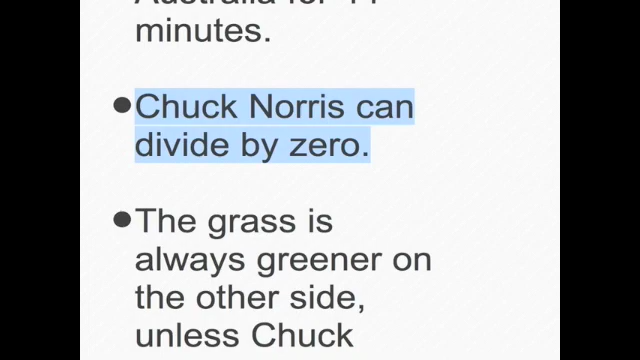 minutes.
•Chuck Norris can
divide by zero.
•The grass is
always greener on
the other side,
unless Chuck